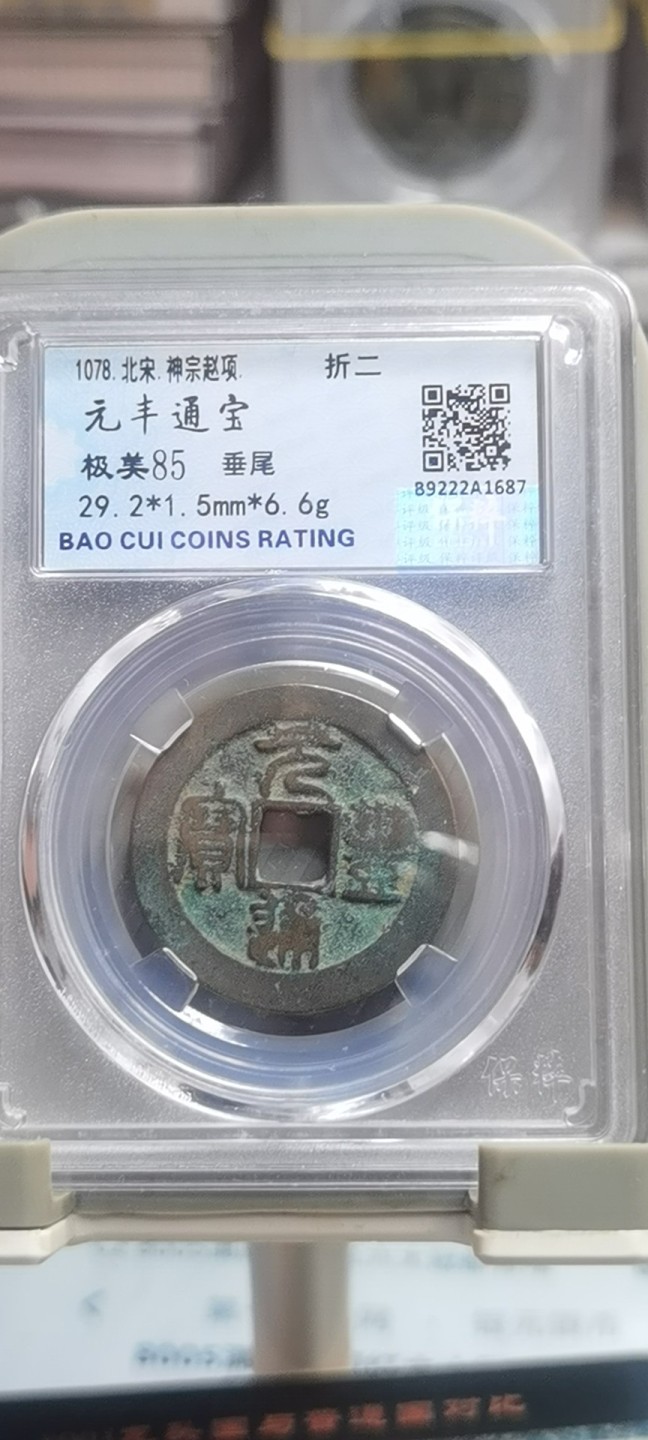 1078.北宋.神宗赵项.
折二
元丰通宝
极美85 垂尾
B9222A1687
29.2*1.5mm*6.6g
BAO CUI COINS RATING
元豐通寶
保粹